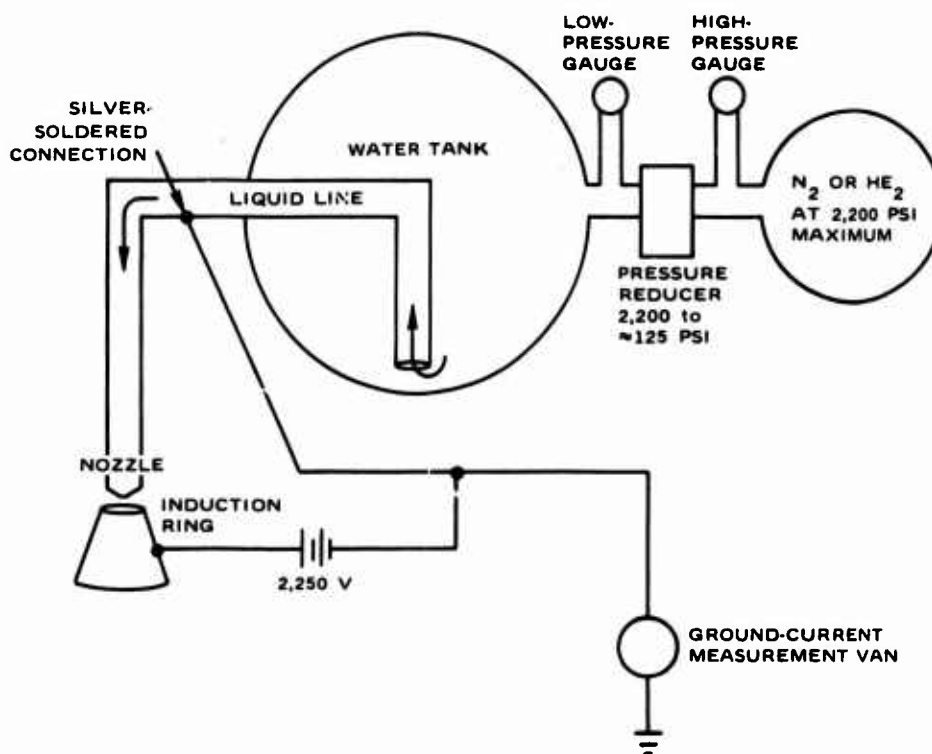 LOW-
PRESSURE
GAUGE
HIGH-
PRESSURE
GAUGE
SILVER-
SOLDERED
CONNECTION
WATER TANK
LIQUID LINE
N2 OR HE2
AT 2,200 PSI
MAXIMUM
PRESSURE
REDUCER
2,200 to
≈125 PSI
NOZZLE
INDUCTION
RING
2,250 V
GROUND-CURRENT
MEASUREMENT VAN